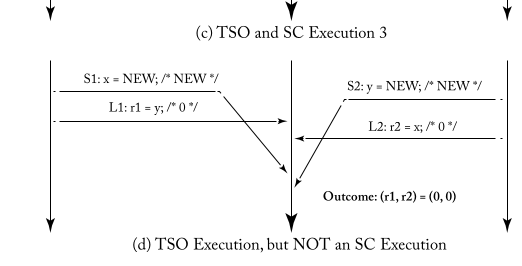 (c) TSO and SC Execution 3
S1: x = NEW; /* NEW */
S2: y = NEW; /* NEW */
L1: r1 = y; /* 0 */
L2: r2 = x; /* 0 */
Outcome: (r1, r2) = (0, 0)
(d) TSO Execution, but NOT an SC Execution